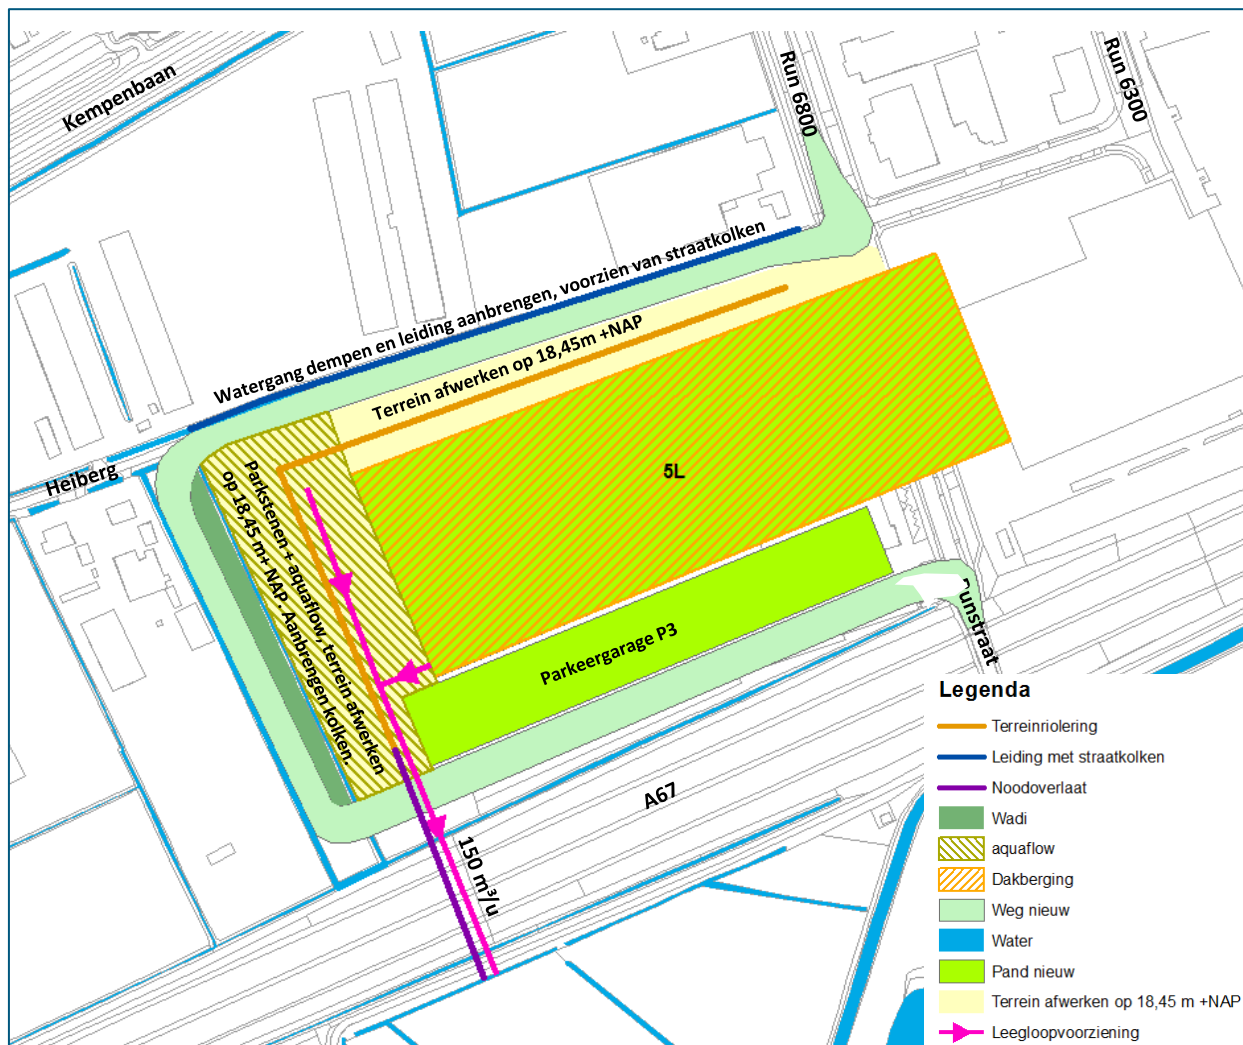 Kempenbaan
Run 6800
Run 6300
Watergang dempen en leiding aanbrengen, voorzien van straatkolken
Terrein afwerken op 18,45m +NAP
Heiberg
Parkstenen + aquaflow, terrein afwerken
op 18,45 m+ NAP. Aanbrengen kolken.
5L
Parkeergarage P3
A67
150 m³/u
Legenda
Terreinriolering
Leiding met straatkolken
Noodoverlaat
Wadi
aquaflow
Dakberging
Weg nieuw
Water
Pand nieuw
Terrein afwerken op 18,45 m +NAP
Leegloopvoorziening